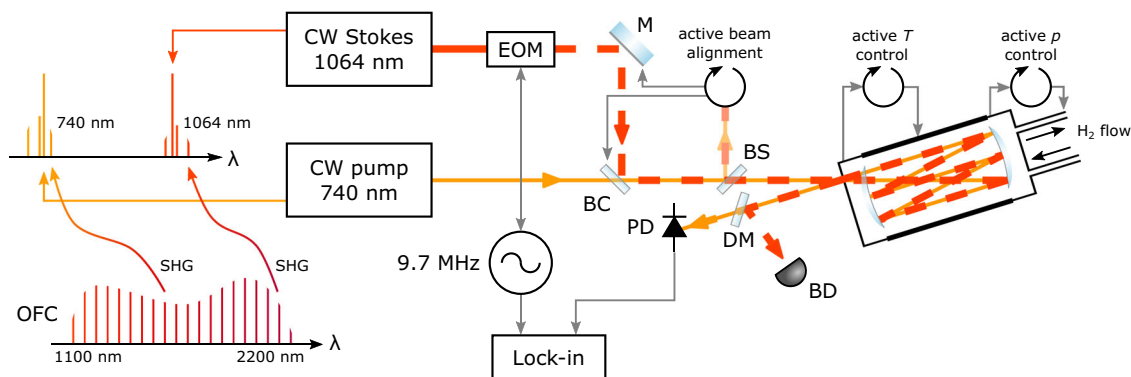 CW Stokes
1064 nm
EOM
M
active beam
alignment
active T
control
active p
control
H₂ flow
740 nm
1064 nm
λ
CW pump
740 nm
BS
BC
PD
DM
BD
9.7 MHz
SHG
SHG
OFC
λ
1100 nm
2200 nm
Lock-in